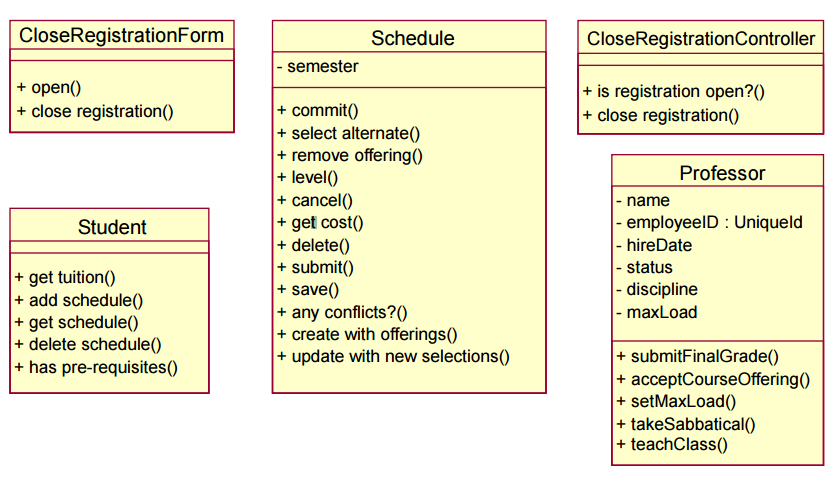 CloseRegistrationForm
+ open()
+ close registration()
Schedule
- semester
+ commit()
+ select alternate()
+ remove offering()
+ level()
+ cancel()
+ get cost()
+ delete()
+ submit()
+ save()
+ any conflicts?()
+ create with offerings()
+ update with new selections()
CloseRegistrationController
+ is registration open?()
+ close registration()
Student
+ get tuition()
+ add schedule()
+ get schedule()
+ delete schedule()
+ has pre-requisites()
Professor
- name
- employeeID : UniqueId
- hireDate
- status
- discipline
- maxLoad
+ submitFinalGrade()
+ acceptCourseOffering()
+ setMaxLoad()
+ takeSabbatical()
+ teachClass()